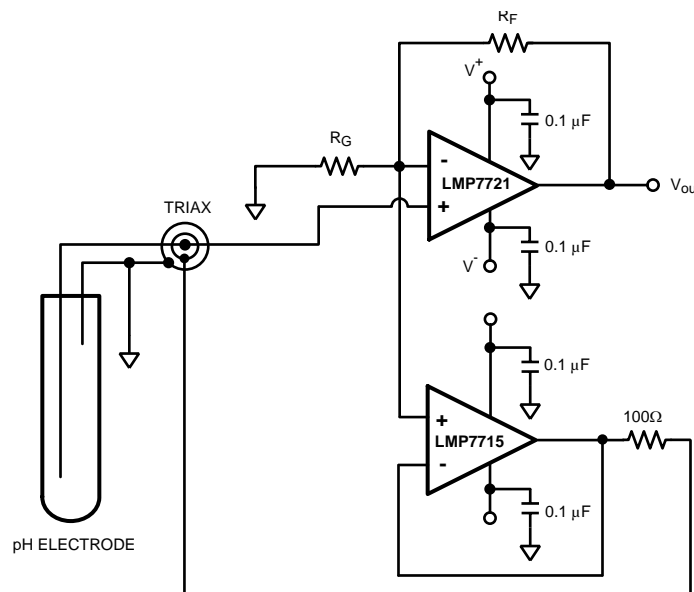 RF
V+
0.1 μF
RG
-
LMP7721
+
Vou
TRIAX
0.1 μF
V-
0.1 μF
+
LMP7715
-
100Ω
0.1 μF
pH ELECTRODE